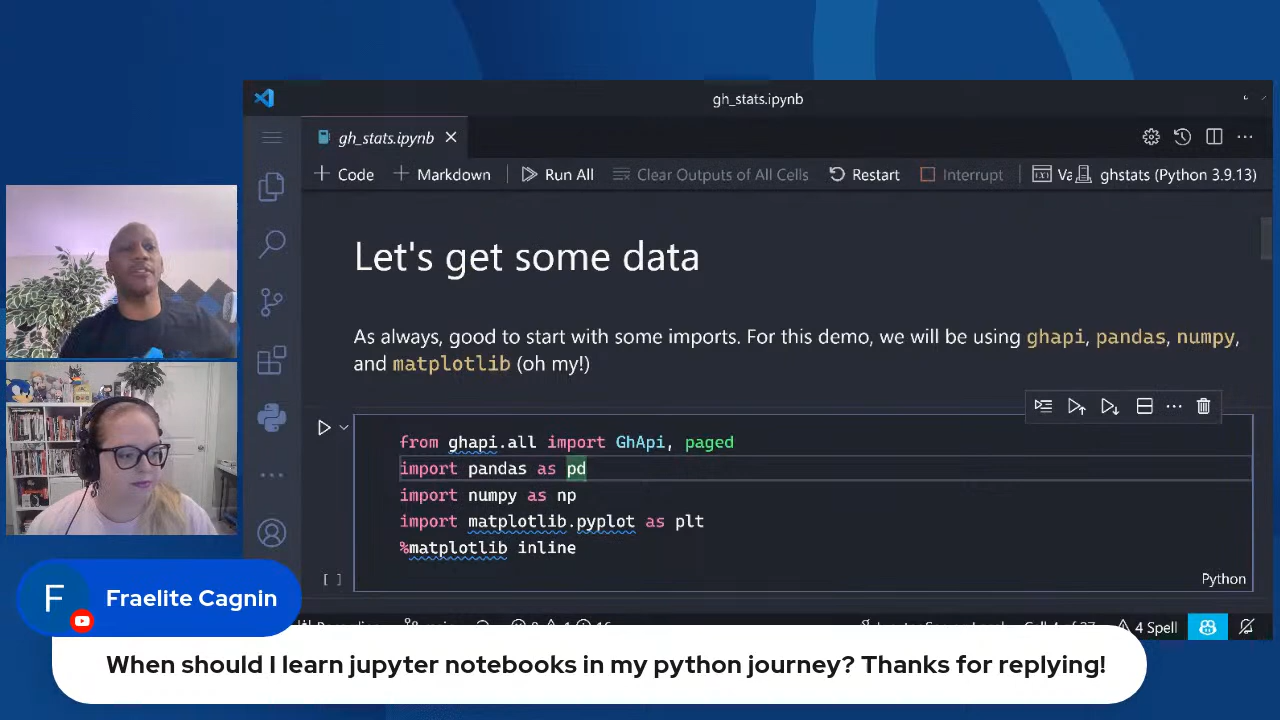 gh_stats.ipynb
gh_stats.ipynb
Code Markdown Run All Clear Outputs of All Cells Restart Interrupt Va ghstats (Python 3.9.13)
Let's get some data
As always, good to start with some imports. For this demo, we will be using ghapi, pandas, numpy,
and matplotlib (oh my!)
from ghapi.all import GhApi, paged
import pandas as pd
import numpy as np
import matplotlib.pyplot as plt
%matplotlib inline
[ ]
Python
4 Spell
F
Fraelite Cagnin
When should I learn jupyter notebooks in my python journey? Thanks for replying!